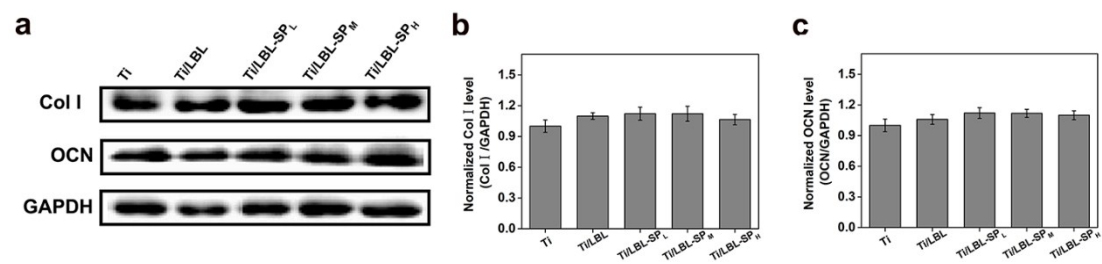 a
Ti
Ti/LBL
Ti/LBL-SPL
Ti/LBL-SPM
Ti/LBL-SPH
Col I
OCN
GAPDH
b
Normalized Col I level
(Col I/GAPDH)
1.5
1.2
0.9
0.6
0.3
0.0
Ti
Ti/LBL
Ti/LBL-SPL
Ti/LBL-SPM
Ti/LBL-SPH
c
Normalized OCN level
(OCN/GAPDH)
1.5
1.2
0.9
0.6
0.3
0.0
Ti
Ti/LBL
Ti/LBL-SPL
Ti/LBL-SPM
Ti/LBL-SPH